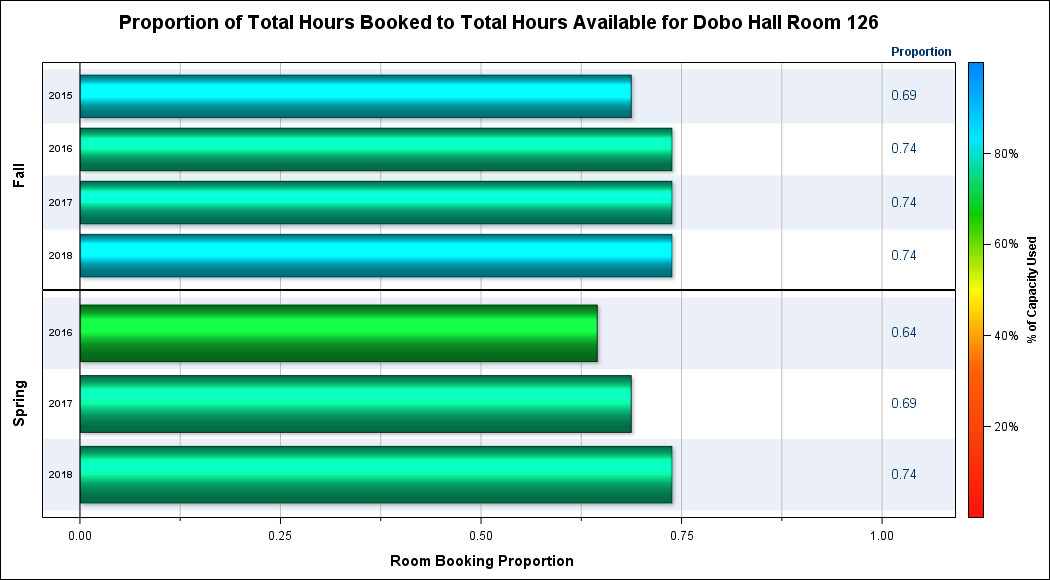 Proportion of Total Hours Booked to Total Hours Available for Dobo Hall Room 126
Proportion
Fall
2015 0.69
2016 0.74
2017 0.74
2018 0.74
Spring
2016 0.64
2017 0.69
2018 0.74
0.00 0.25 0.50 0.75 1.00
Room Booking Proportion
80%
60%
40%
20%
% of Capacity Used